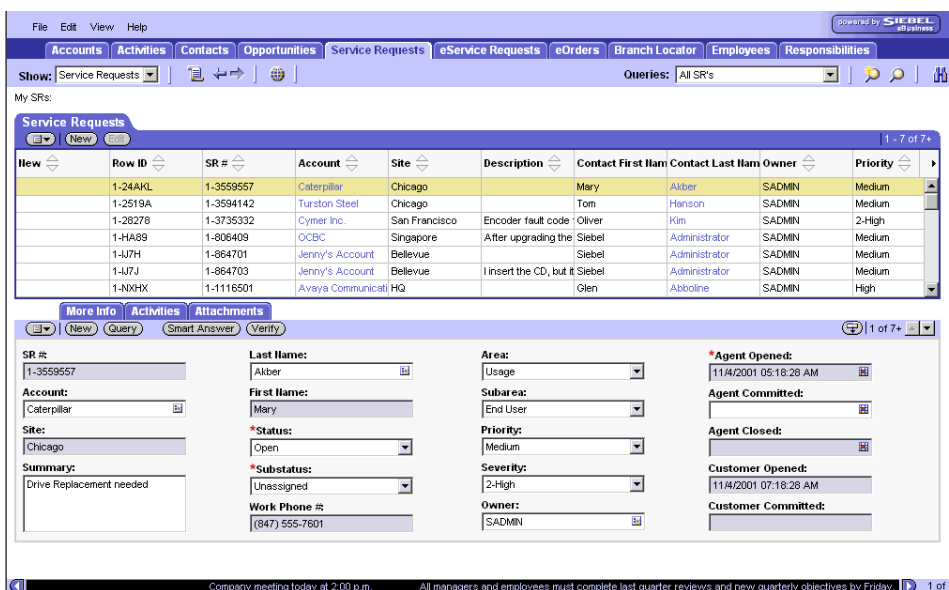 File Edit View Help
powered by SIEBEL eBusiness
Accounts Activities Contacts Opportunities Service Requests eService Requests eOrders Branch Locator Employees Responsibilities
Show: Service Requests Queries: All SR's
My SRs:
Service Requests
New Edit 1 - 7 of 7+
New Row ID SR # Account Site Description Contact First Nam Contact Last Nam Owner Priority
1-24AKL 1-3559557 Caterpillar Chicago Mary Akber SADMIN Medium
1-2519A 1-3594142 Turston Steel Chicago Tom Hanson SADMIN Medium
1-28278 1-3735332 Cymer Inc. San Francisco Encoder fault code Oliver Kim SADMIN 2-High
1-HA89 1-806409 OCBC Singapore After upgrading the Siebel Administrator SADMIN Medium
1-IJ7H 1-864701 Jenny's Account Bellevue Siebel Administrator SADMIN Medium
1-IJ7J 1-864703 Jenny's Account Bellevue I insert the CD, but it Siebel Administrator SADMIN Medium
1-NXHX 1-1116501 Avaya Communicati HQ Glen Abboline SADMIN High
More Info Activities Attachments
New Query Smart Answer Verify 1 of 7+
SR #: Last Name: Area: *Agent Opened:
1-3559557 Akber Usage 11/4/2001 05:18:28 AM
Account: First Name: Subarea: Agent Committed:
Caterpillar Mary End User
Site: *Status: Priority: Agent Closed:
Chicago Open Medium
Summary: *Substatus: Severity: Customer Opened:
Drive Replacement needed Unassigned 2-High 11/4/2001 07:18:28 AM
Work Phone #: Owner: Customer Committed:
(847) 555-7601 SADMIN
Company meeting today at 2:00 p.m. All managers and employees must complete last quarter reviews and new quarterly objectives by Friday. 1 of